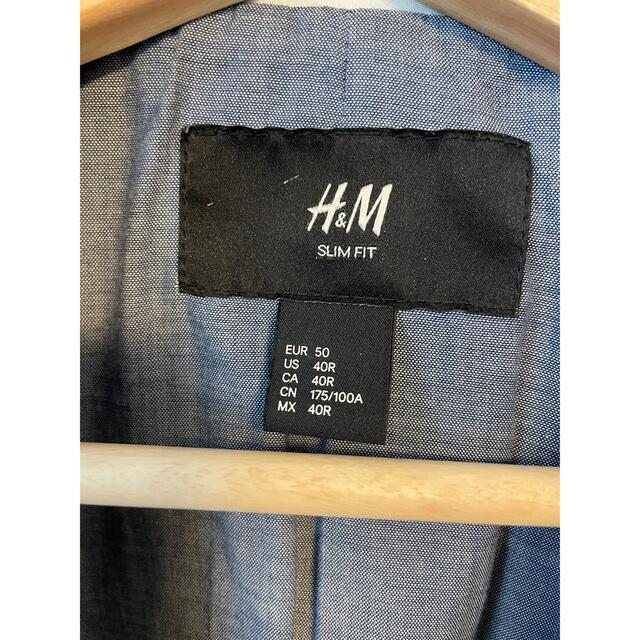 H&M
SLIM FIT
EUR 50
US 40R
CA 40R
CN 175/100A
MX 40R